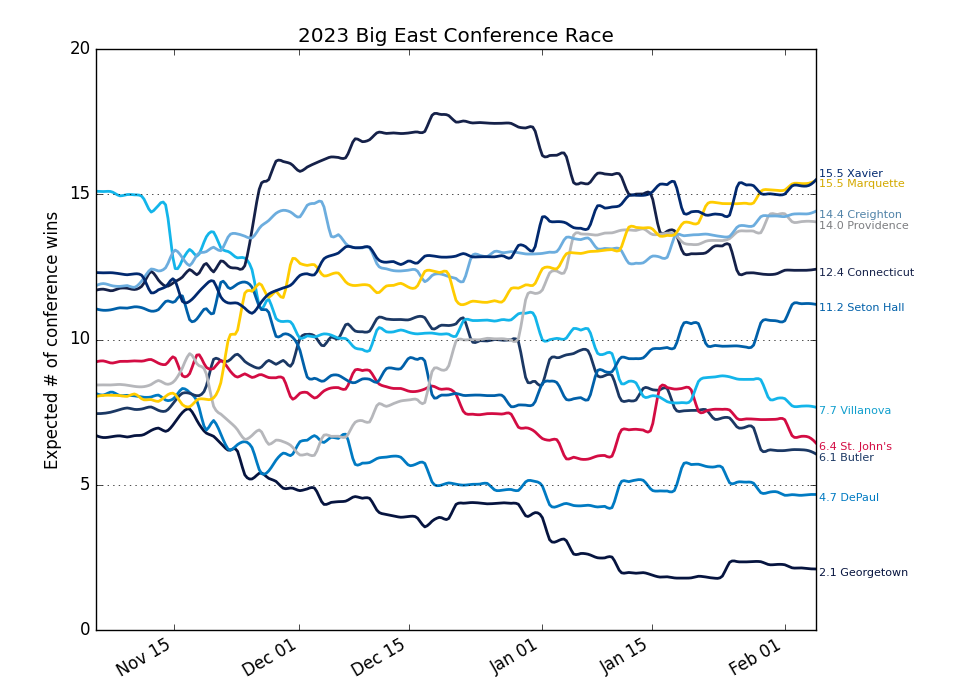 2023 Big East Conference Race
Expected # of conference wins
20
15
10
5
0
15.5 Xavier
15.5 Marquette
14.4 Creighton
14.0 Providence
12.4 Connecticut
11.2 Seton Hall
7.7 Villanova
6.4 St. John's
6.1 Butler
4.7 DePaul
2.1 Georgetown
Nov 15
Dec 01
Dec 15
Jan 01
Jan 15
Feb 01